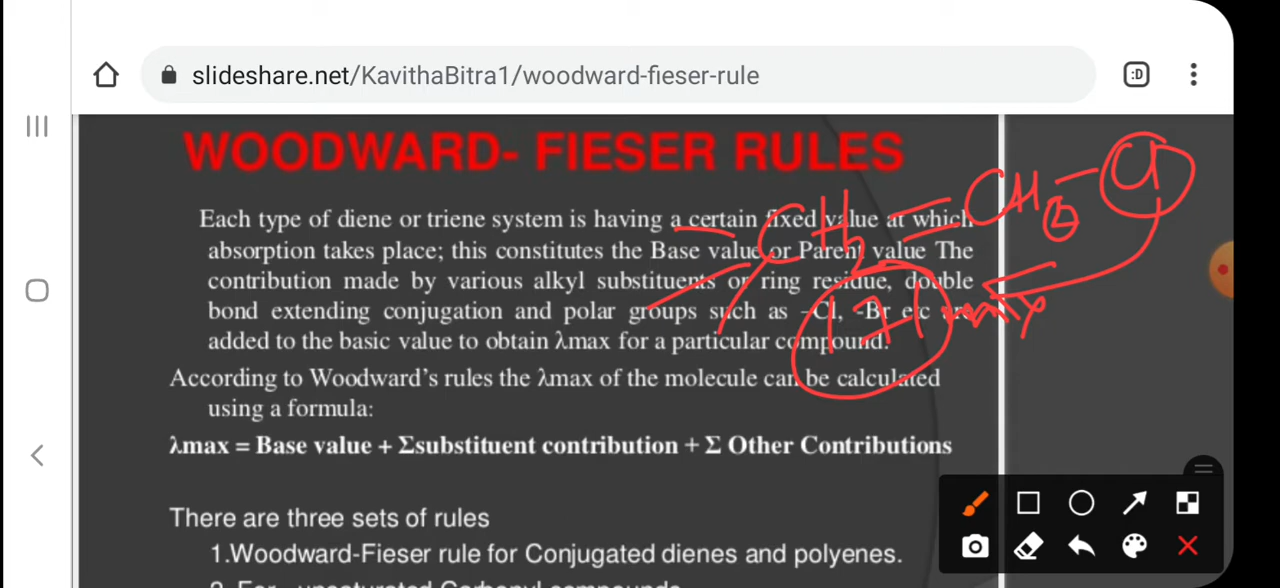 slideshare.net/KavithaBitra1/woodward-fieser-rule
:D
WOODWARD- FIESER RULES
Each type of diene or triene system is having a certain fixed value at which
absorption takes place; this constitutes the Base value or Parent value The
contribution made by various alkyl substituents or ring residue, double
bond extending conjugation and polar groups such as -Cl, -Br etc are
added to the basic value to obtain λmax for a particular compound.
According to Woodward's rules the λmax of the molecule can be calculated
using a formula:
λmax = Base value + Σsubstituent contribution + Σ Other Contributions
There are three sets of rules
1.Woodward-Fieser rule for Conjugated dienes and polyenes.
CH2 = CH2 - Cl
171